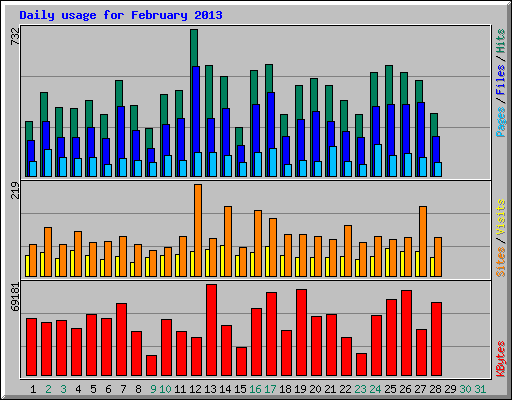 Daily usage for February 2013
732
Pages / Files / Hits
219
Sites / Visits
69181
KBytes
1 2 3 4 5 6 7 8 9 10 11 12 13 14 15 16 17 18 19 20 21 22 23 24 25 26 27 28 29 30 31